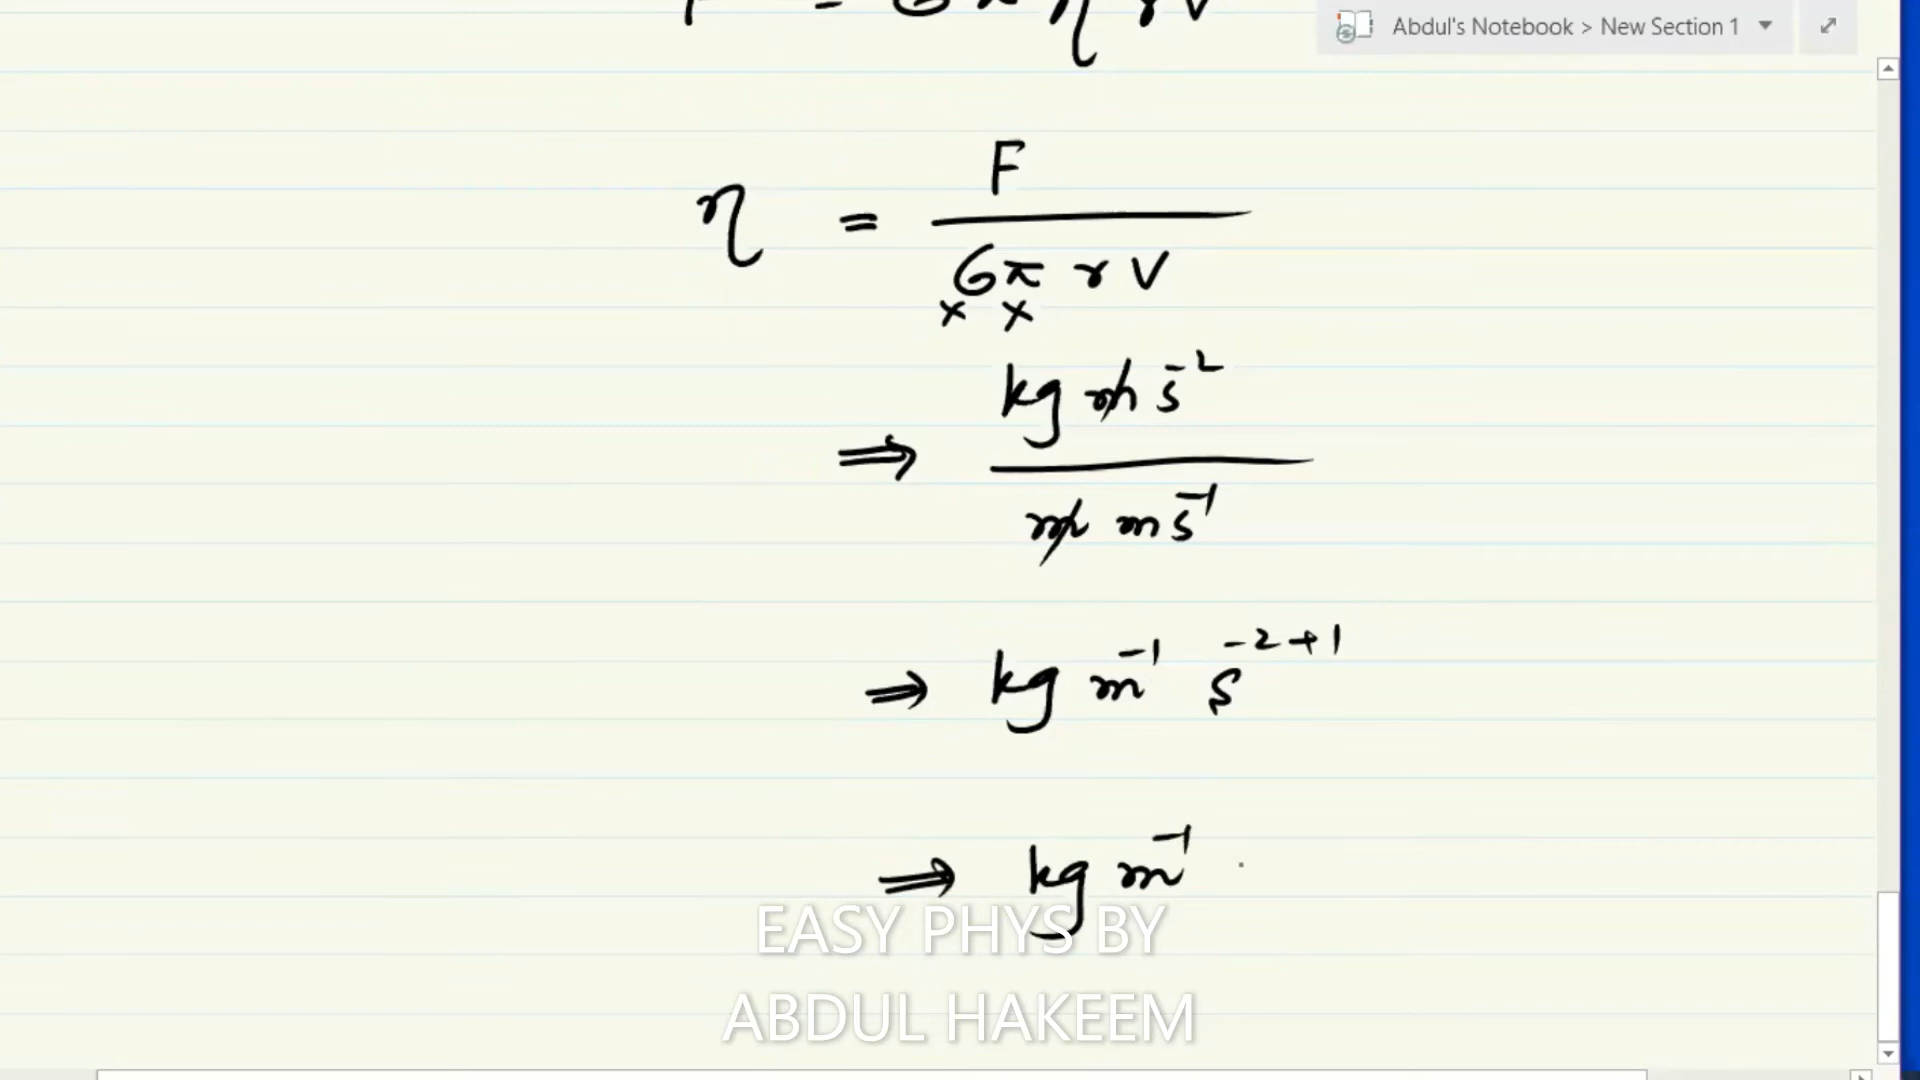 F = 6π η r v
Abdul's Notebook > New Section 1
η = F / 6π r v
x x
⇒ kg m s⁻² / m m s⁻¹
⇒ kg m⁻¹ s⁻²⁺¹
⇒ kg m⁻¹
EASY PHYS BY
ABDUL HAKEEM